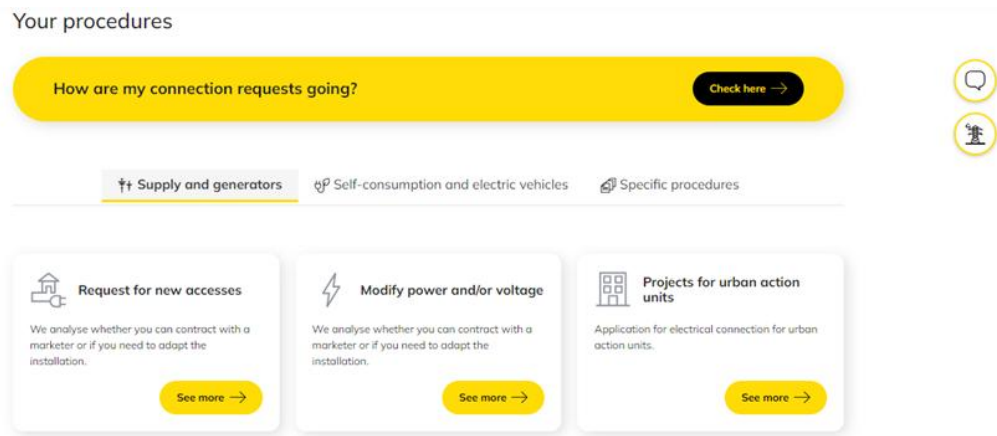 Your procedures
How are my connection requests going?
Check here
Supply and generators
Self-consumption and electric vehicles
Specific procedures
Request for new accesses
We analyse whether you can contract with a
marketer or if you need to adapt the
installation.
See more
Modify power and/or voltage
We analyse whether you can contract with a
marketer or if you need to adapt the
installation.
See more
Projects for urban action
units
Application for electrical connection for urban
action units.
See more